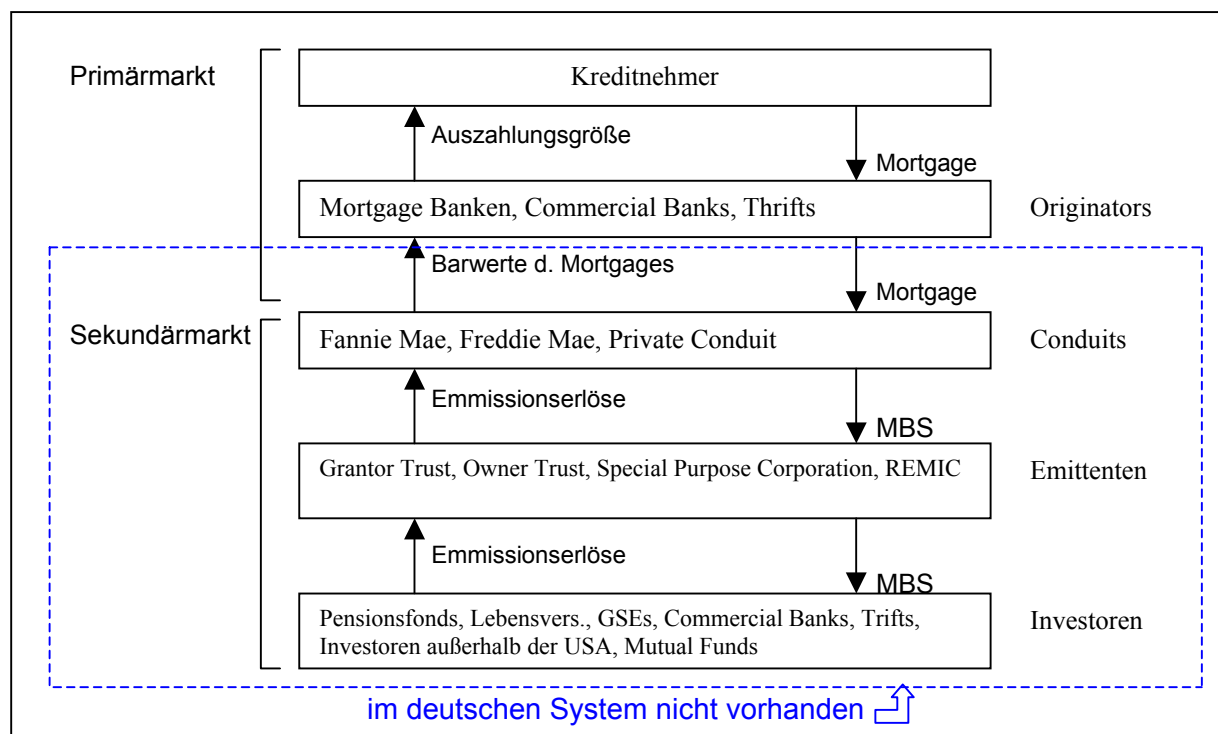 Primärmarkt
Kreditnehmer
Auszahlungsgröße
Mortgage
Mortgage Banken, Commercial Banks, Thrifts
Originators
Barwerte d. Mortgages
Mortgage
Sekundärmarkt
Fannie Mae, Freddie Mae, Private Conduit
Conduits
Emmissionserlöse
MBS
Grantor Trust, Owner Trust, Special Purpose Corporation, REMIC
Emittenten
Emmissionserlöse
MBS
Pensionsfonds, Lebensvers., GSEs, Commercial Banks, Trifts,
Investoren außerhalb der USA, Mutual Funds
Investoren
im deutschen System nicht vorhanden